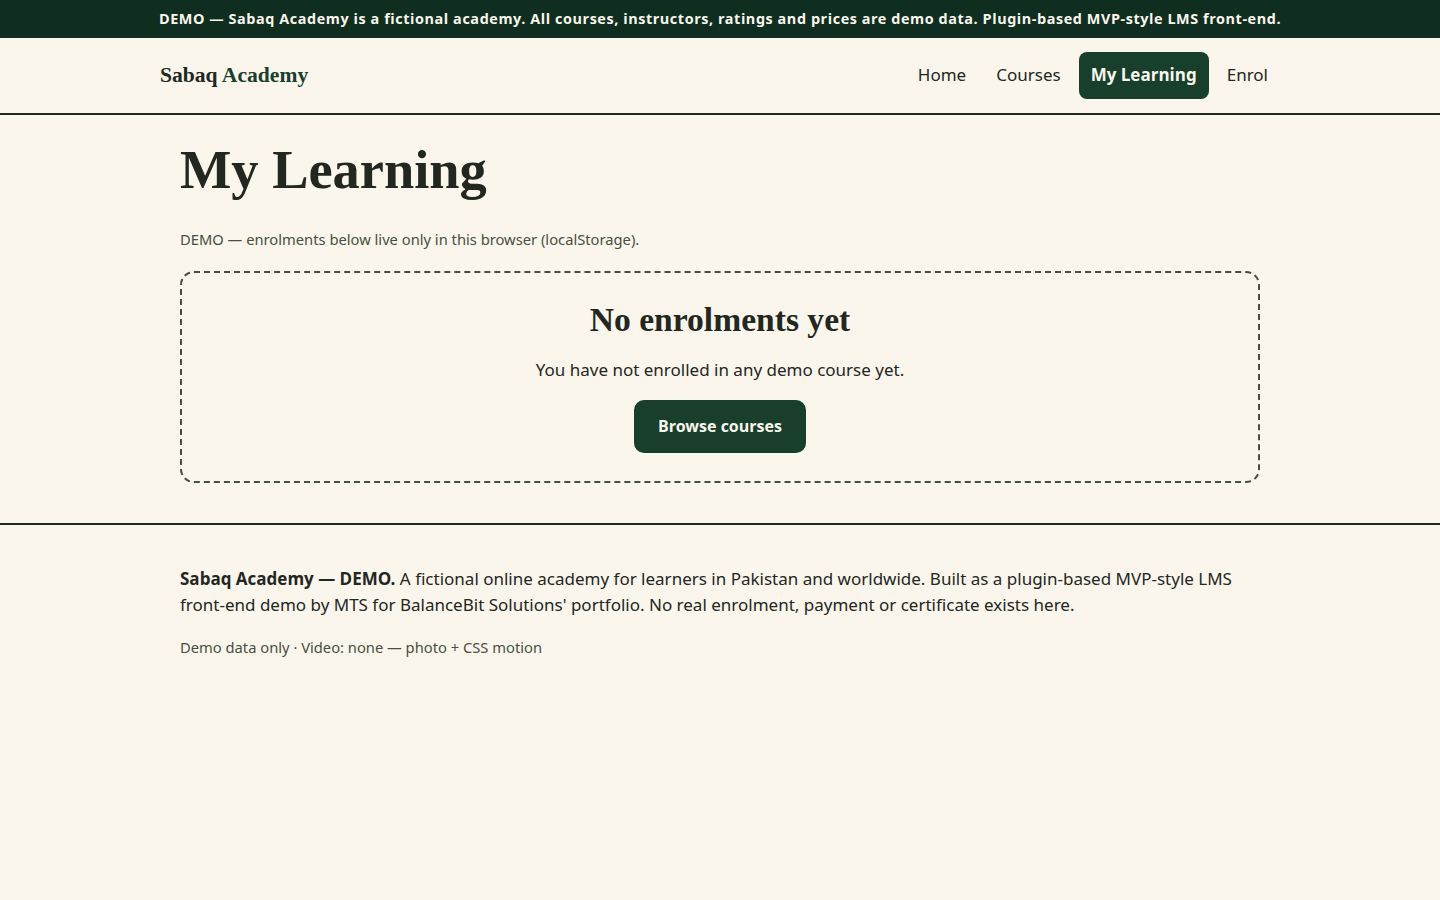 DEMO — Sabaq Academy is a fictional academy. All courses, instructors, ratings and prices are demo data. Plugin-based MVP-style LMS front-end.
Sabaq Academy
Home
Courses
My Learning
Enrol
My Learning
DEMO — enrolments below live only in this browser (localStorage).
No enrolments yet
You have not enrolled in any demo course yet.
Browse courses
Sabaq Academy — DEMO. A fictional online academy for learners in Pakistan and worldwide. Built as a plugin-based MVP-style LMS
front-end demo by MTS for BalanceBit Solutions' portfolio. No real enrolment, payment or certificate exists here.
Demo data only · Video: none — photo + CSS motion